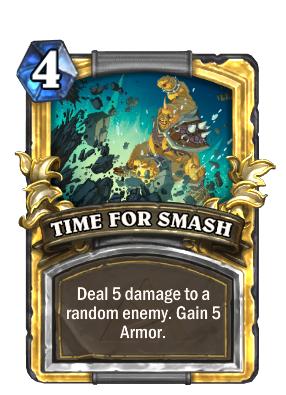 4
TIME FOR SMASH
Deal 5 damage to a
random enemy. Gain 5
Armor.